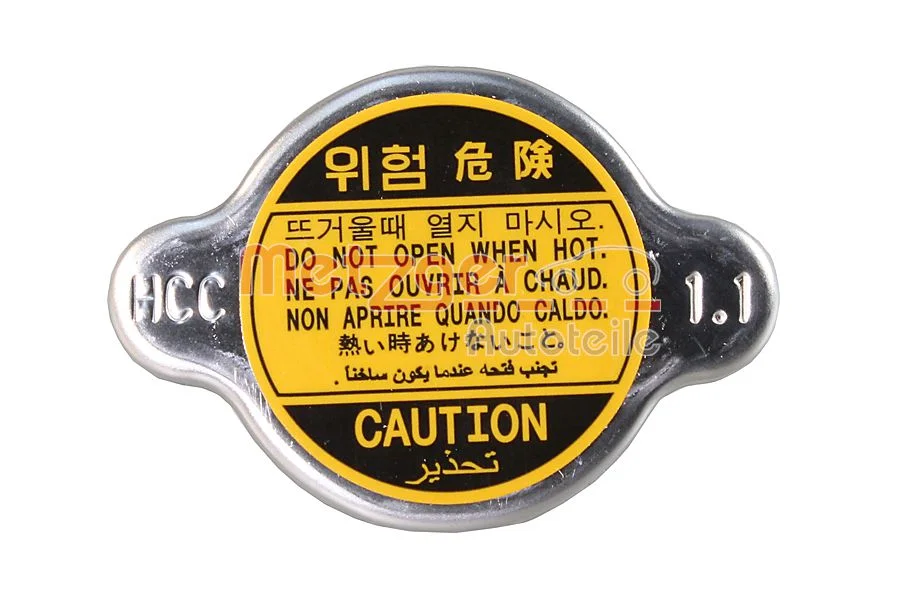 위험 危険
뜨거울때 열지 마시오.
DO NOT OPEN WHEN HOT.
NE PAS OUVRIR À CHAUD.
NON APRIRE QUANDO CALDO.
熱い時あけないこと。
تجنب فتحه عندما يكون ساخناً .
HCC
1.1
metzger
Autoteile
CAUTION
تحذير